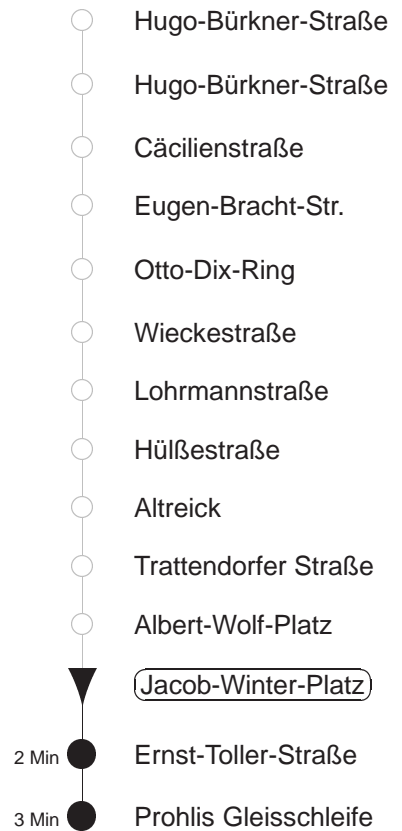 Hugo-Bürkner-Straße
Hugo-Bürkner-Straße
Cäcilienstraße
Eugen-Bracht-Str.
Otto-Dix-Ring
Wieckestraße
Lohrmannstraße
Hülßestraße
Altreick
Trattendorfer Straße
Albert-Wolf-Platz
Jacob-Winter-Platz
2 Min Ernst-Toller-Straße
3 Min Prohlis Gleisschleife